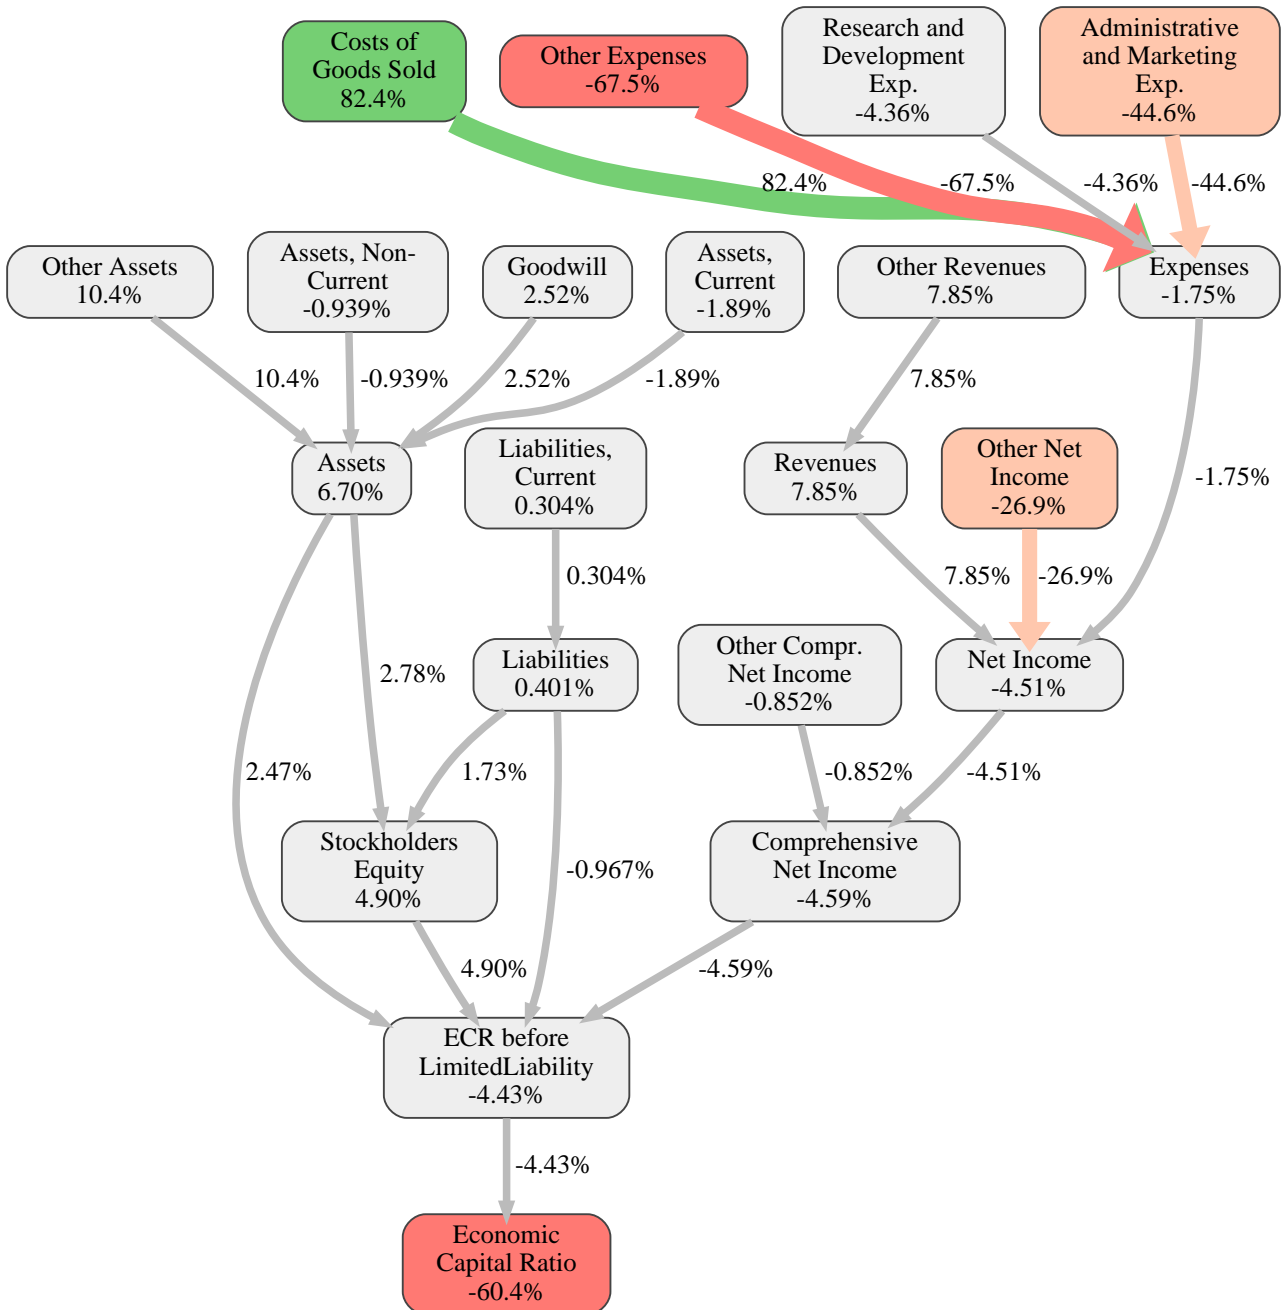 Costs of
Goods Sold
82.4%
Other Expenses
-67.5%
Research and
Development
Exp.
-4.36%
Administrative
and Marketing
Exp.
-44.6%
82.4%
-67.5%
-4.36%
-44.6%
Other Assets
10.4%
Assets, Non-
Current
-0.939%
Goodwill
2.52%
Assets,
Current
-1.89%
Other Revenues
7.85%
Expenses
-1.75%
10.4%
-0.939%
2.52%
-1.89%
7.85%
-1.75%
Assets
6.70%
Liabilities,
Current
0.304%
Revenues
7.85%
Other Net
Income
-26.9%
0.304%
7.85%
-26.9%
2.78%
Liabilities
0.401%
Other Compr.
Net Income
-0.852%
Net Income
-4.51%
2.47%
1.73%
-0.967%
-0.852%
-4.51%
Stockholders
Equity
4.90%
Comprehensive
Net Income
-4.59%
4.90%
-4.59%
ECR before
LimitedLiability
-4.43%
-4.43%
Economic
Capital Ratio
-60.4%